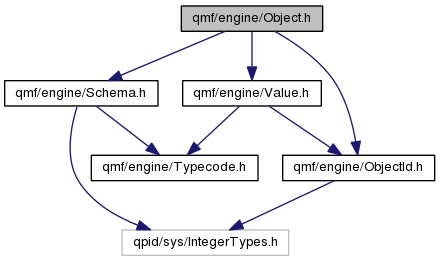 qmf/engine/Object.h
qmf/engine/Schema.h
qmf/engine/Value.h
qmf/engine/Typecode.h
qmf/engine/ObjectId.h
qpid/sys/IntegerTypes.h